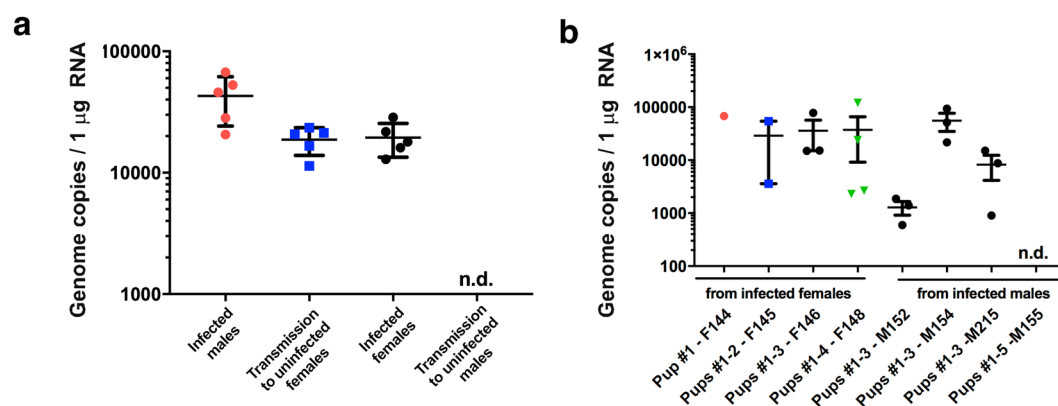 a
Genome copies / 1 μg RNA
100000
10000
1000
n.d.
Infected
males
Transmission
to uninfected
females
Infected
females
Transmission
to uninfected
males
b
Genome copies / 1 μg RNA
1×10⁶
100000
10000
1000
100
n.d.
from infected females
from infected males
Pup #1 - F144
Pups #1-2 - F145
Pups #1-3 - F146
Pups #1-4 - F148
Pups #1-3 - M152
Pups #1-3 - M154
Pups #1-3 -M215
Pups #1-5 -M155